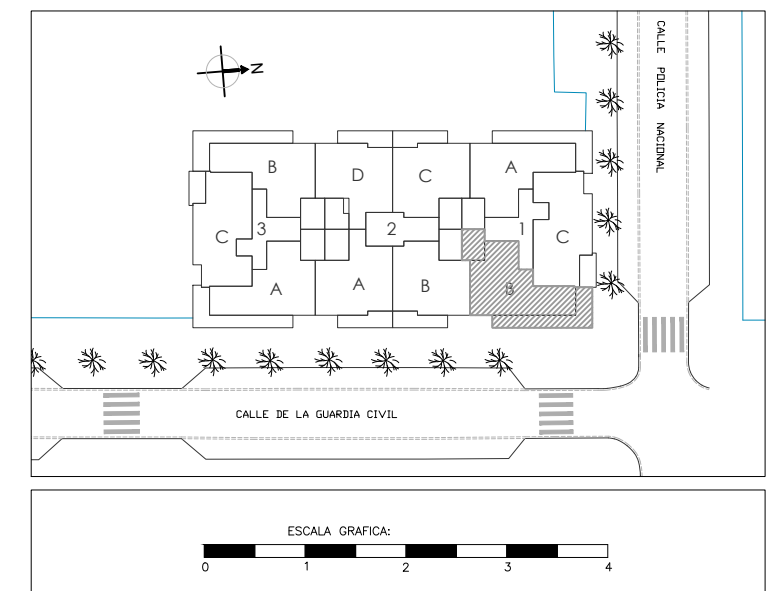 N
CALLE POLICIA NACIONAL
B D C A
C 3 2 1 C
A A B B
CALLE DE LA GUARDIA CIVIL
ESCALA GRAFICA:
0 1 2 3 4